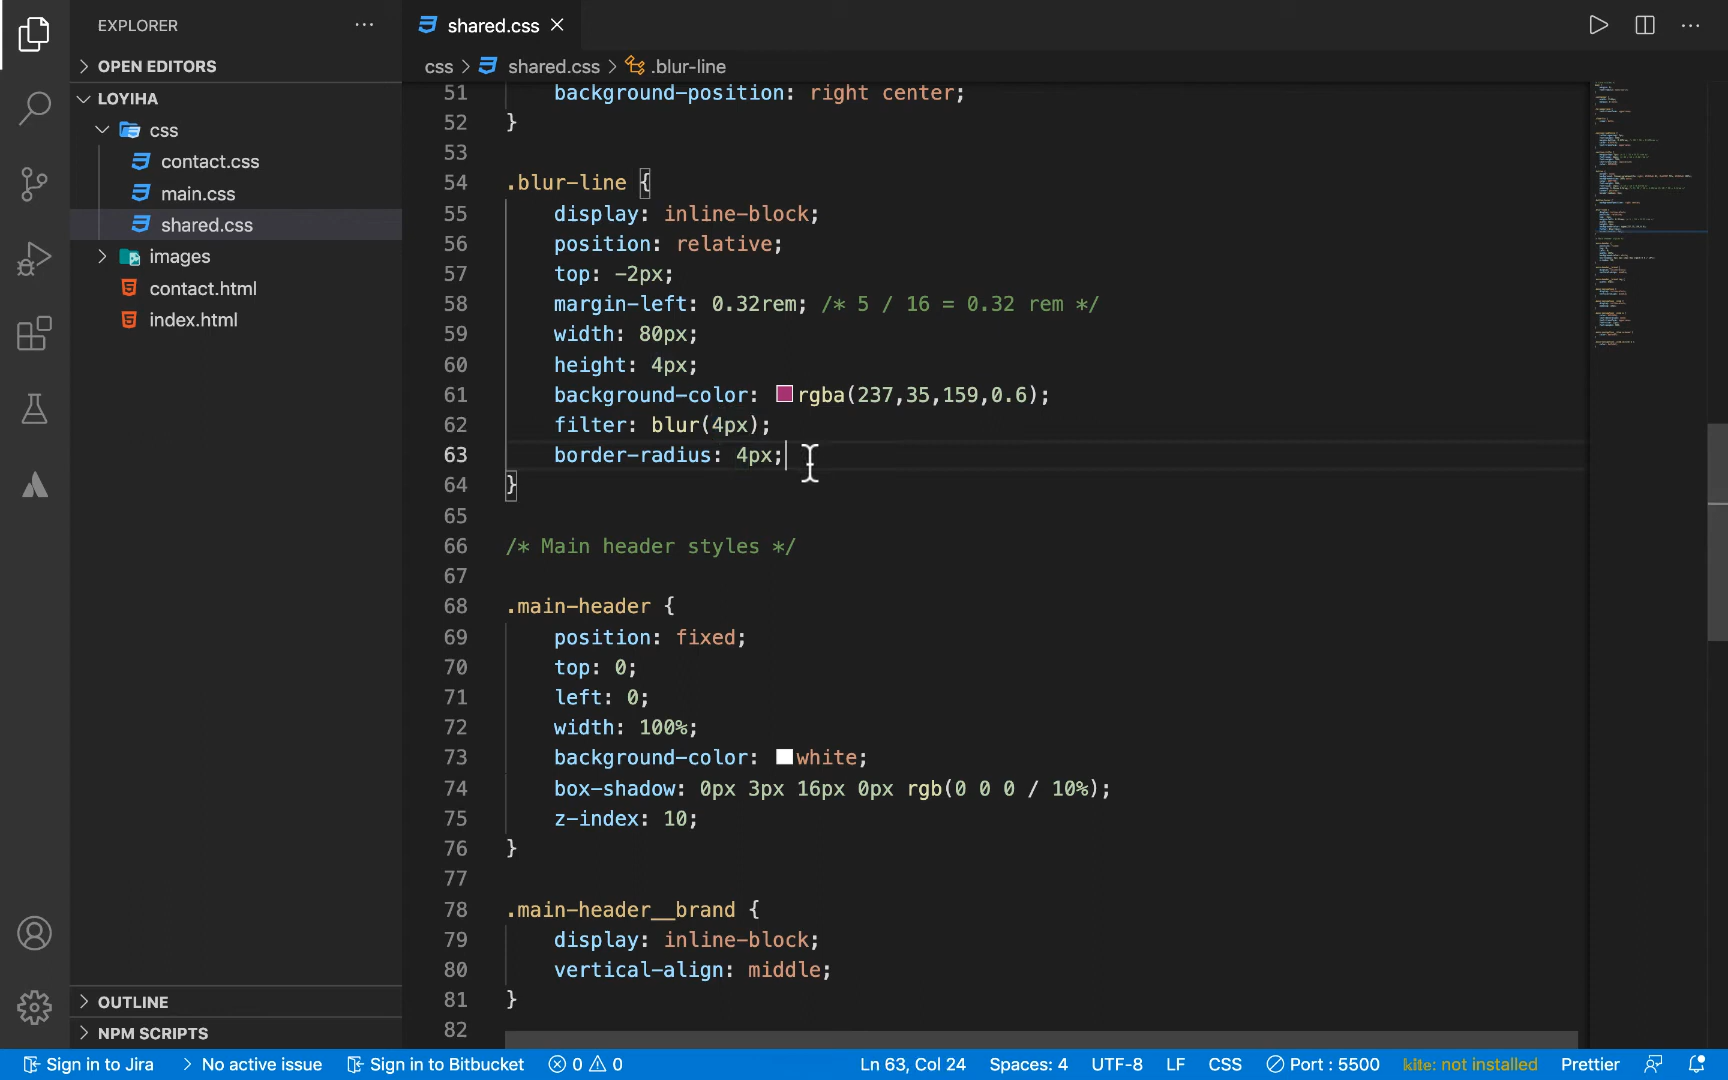 EXPLORER
shared.css
OPEN EDITORS
css > shared.css > .blur-line
LOYIHA
css
contact.css
main.css
shared.css
images
contact.html
index.html
OUTLINE
NPM SCRIPTS
51 background-position: right center;
52 }
53
54 .blur-line {
55 display: inline-block;
56 position: relative;
57 top: -2px;
58 margin-left: 0.32rem; /* 5 / 16 = 0.32 rem */
59 width: 80px;
60 height: 4px;
61 background-color: rgba(237,35,159,0.6);
62 filter: blur(4px);
63 border-radius: 4px;
64 }
65
66 /* Main header styles */
67
68 .main-header {
69 position: fixed;
70 top: 0;
71 left: 0;
72 width: 100%;
73 background-color: white;
74 box-shadow: 0px 3px 16px 0px rgb(0 0 0 / 10%);
75 z-index: 10;
76 }
77
78 .main-header__brand {
79 display: inline-block;
80 vertical-align: middle;
81 }
82
Sign in to Jira > No active issue Sign in to Bitbucket 0 0 Ln 63, Col 24 Spaces: 4 UTF-8 LF CSS Port : 5500 kite: not installed Prettier